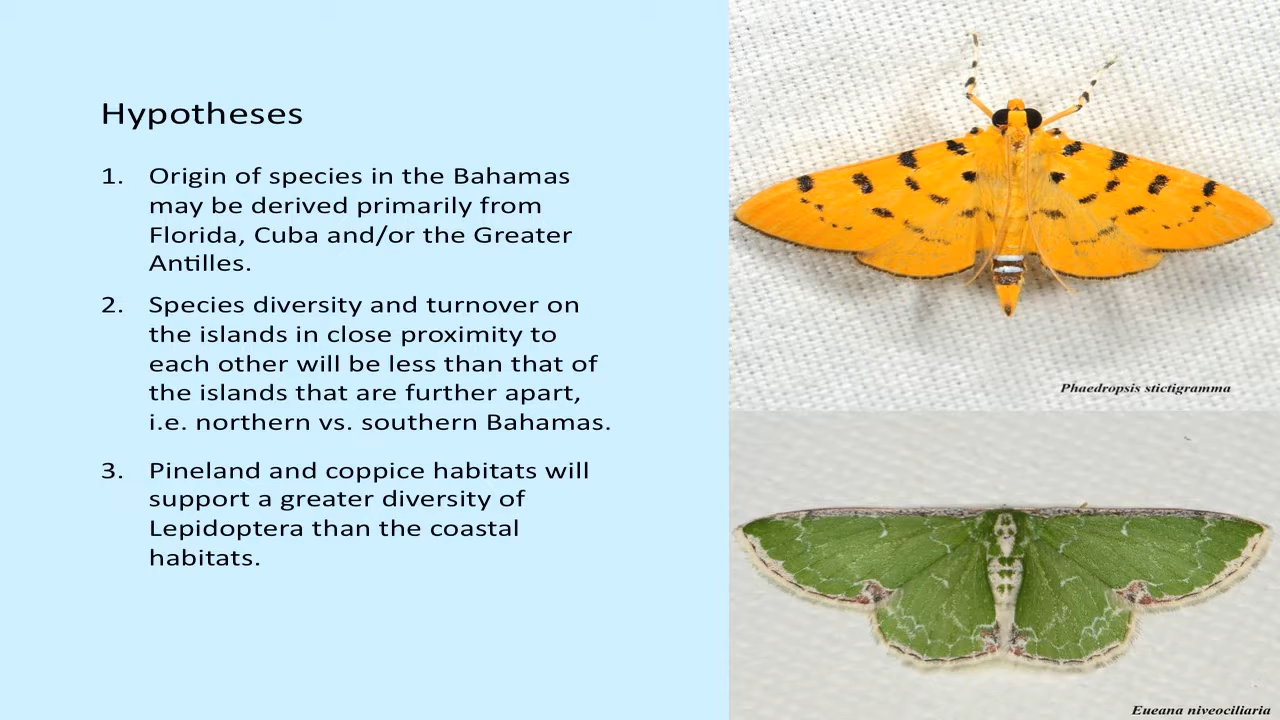 Hypotheses
1. Origin of species in the Bahamas
may be derived primarily from
Florida, Cuba and/or the Greater
Antilles.
2. Species diversity and turnover on
the islands in close proximity to
each other will be less than that of
the islands that are further apart,
i.e. northern vs. southern Bahamas.
3. Pineland and coppice habitats will
support a greater diversity of
Lepidoptera than the coastal
habitats.
Phaedropsis stictigramma
Eueana niveociliaria